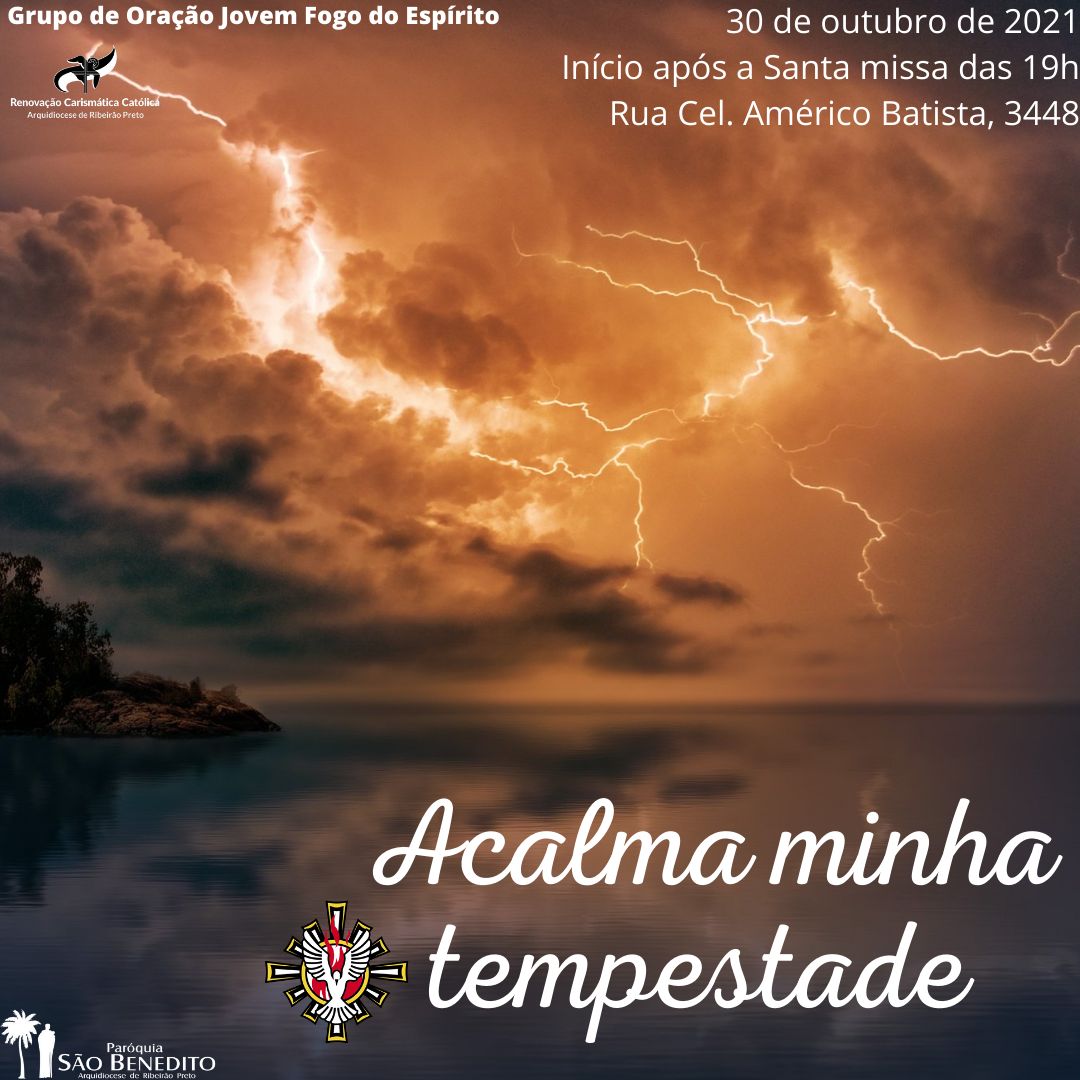 Grupo de Oração Jovem Fogo do Espírito
Renovação Carismática Católica
Arquidiocese de Ribeirão Preto
30 de outubro de 2021
Início após a Santa missa das 19h
Rua Cel. Américo Batista, 3448
Acalma minha
tempestade
Paróquia
SÃO BENEDITO
Arquidiocese de Ribeirão Preto